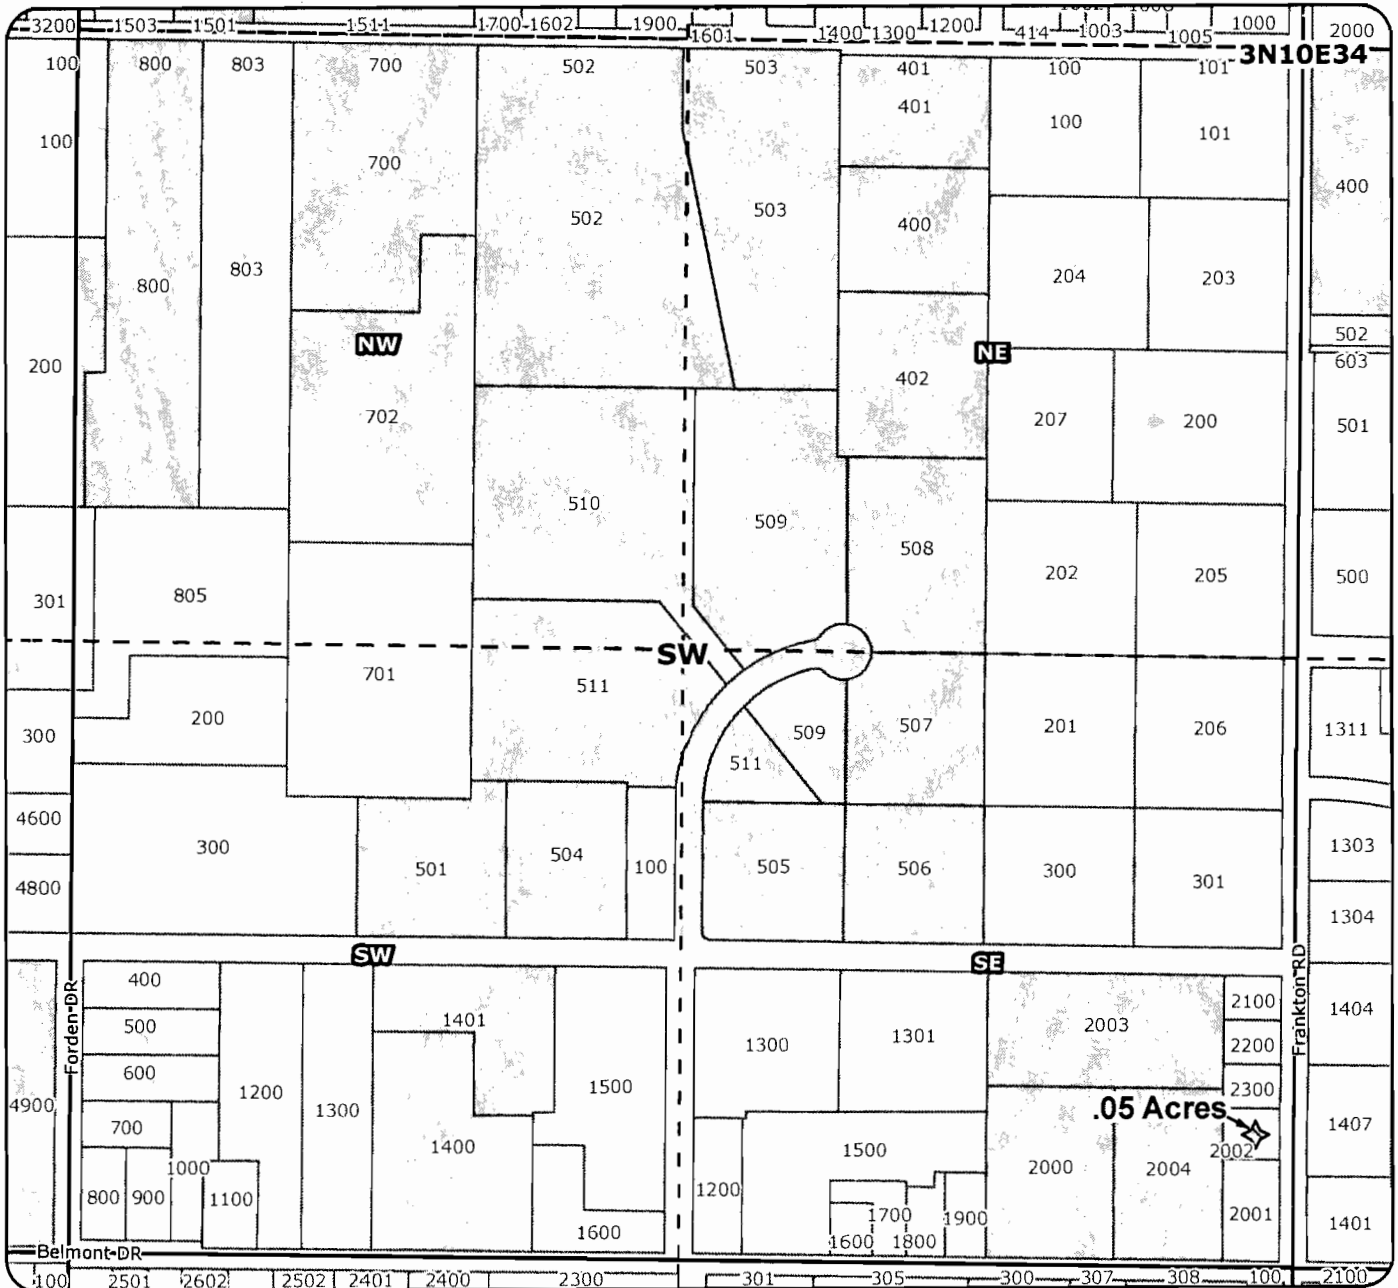 3200 1503 1501 1511 1700 1602 1900 1601 1400 1300 1200 414 1003 1005 1000 2000
3N10E34
100 800 803 700 502 503 401 100 101
100 700 401 100 101
400
502 503 400
803 800 204 203
NW NE
502
603
200 702 402 207 200 501
510 509 508 202 205 500
301 805
SW
701 511
200 509 507 201 206 1311
300 511
4600
300 501 504 100 505 506 300 301 1303
4800
1304
SW SE
400 1401 2003 2100 1404
500 1300 1301 2200
600 2300
Forden DR
Frankton RD
4900 1200 1300 1500
.05 Acres
700 1400 1500 2002 1407
1000 2000 2004
800 900 1100 1200 1700 1900 2001 1401
1600 1600 1800
Belmont DR
100 2501 2602 2502 2401 2400 2300 301 305 300 307 308 100 2100